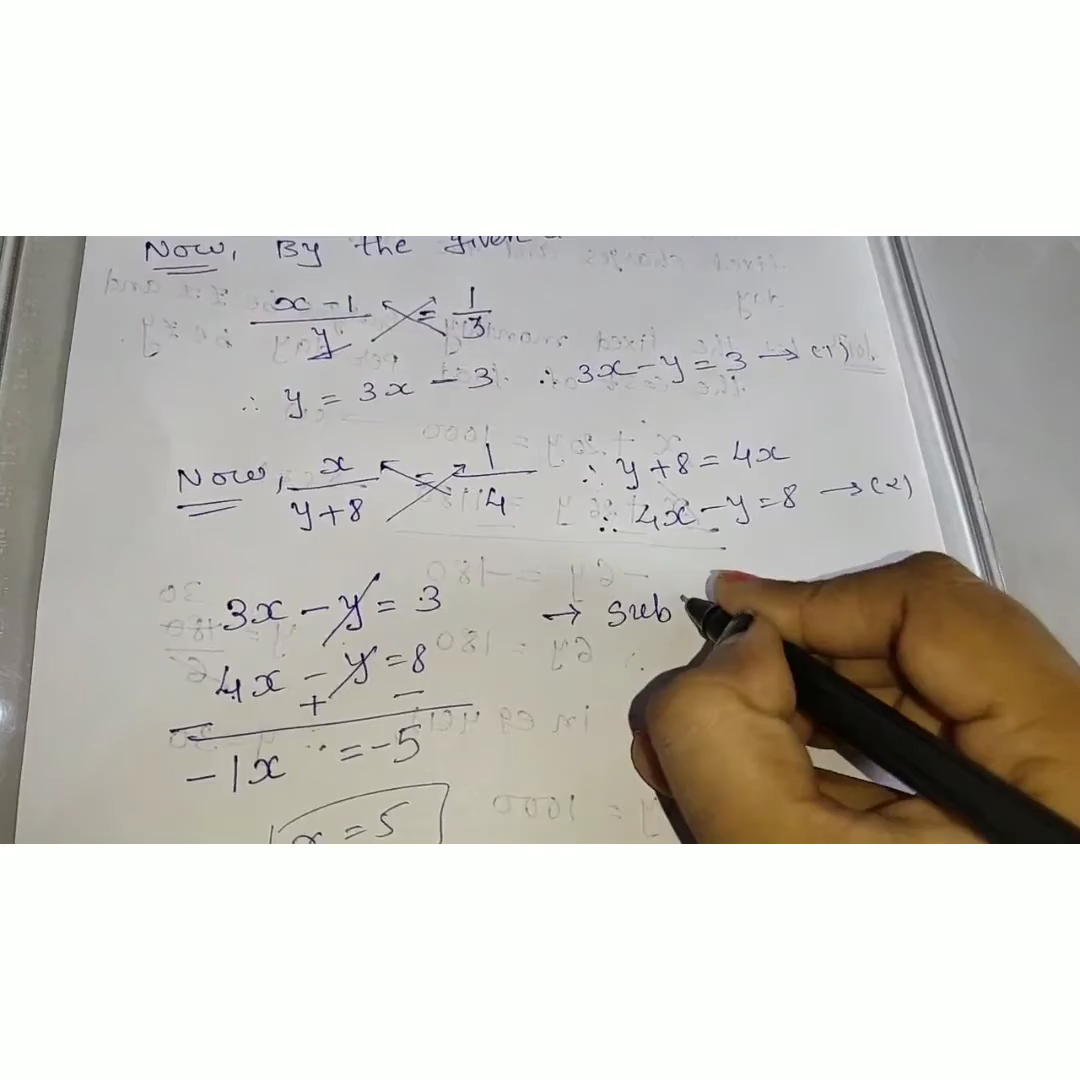 Now, By the given
x - 1 / y = 1 / 3
∴ y = 3x - 3 ∴ 3x - y = 3 → (1)
Now, x / y + 8 = 1 / 4 ∴ y + 8 = 4x
∴ 4x - y = 8 → (2)
3x - y = 3 → Sub
4x - y = 8
- + -
-1x = -5
x = 5